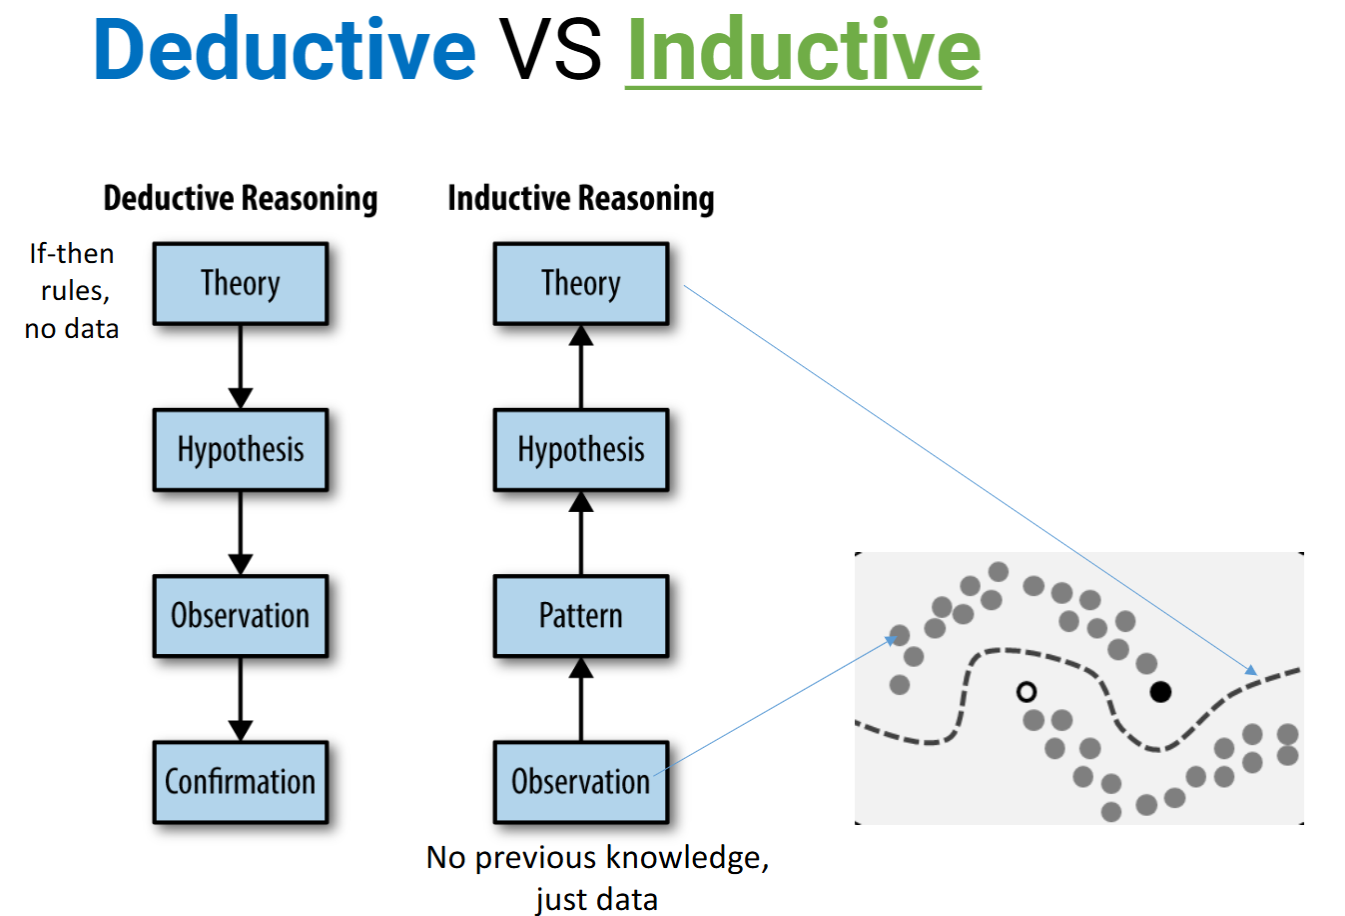 Deductive VS Inductive
Deductive Reasoning
If-then
rules,
no data
Theory
Hypothesis
Observation
Confirmation
Inductive Reasoning
Theory
Hypothesis
Pattern
Observation
No previous knowledge,
just data